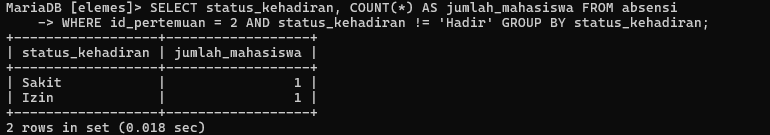 MariaDB [elemes]> SELECT status_kehadiran, COUNT(*) AS jumlah_mahasiswa FROM absensi
    -> WHERE id_pertemuan = 2 AND status_kehadiran != 'Hadir' GROUP BY status_kehadiran;
+------------------+------------------+
| status_kehadiran | jumlah_mahasiswa |
+------------------+------------------+
| Sakit            |                1 |
| Izin             |                1 |
+------------------+------------------+
2 rows in set (0.018 sec)